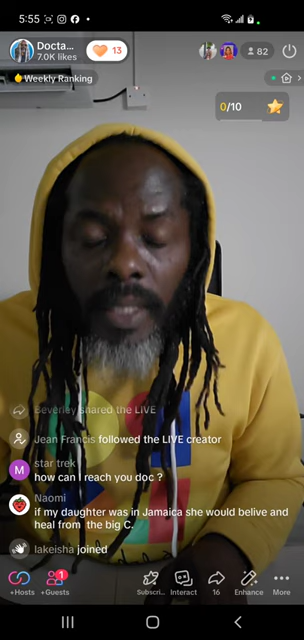 5:55
Docta...
7.0K likes
13
82
Weekly Ranking
0/10
Beverley shared the LIVE
Jean Francis followed the LIVE creator
M
star trek
how can I reach you doc ?
Naomi
if my daughter was in Jamaica she would belive and
heal from the big C.
lakeisha joined
1
+Hosts
+Guests
Subscri...
Interact
16
Enhance
More